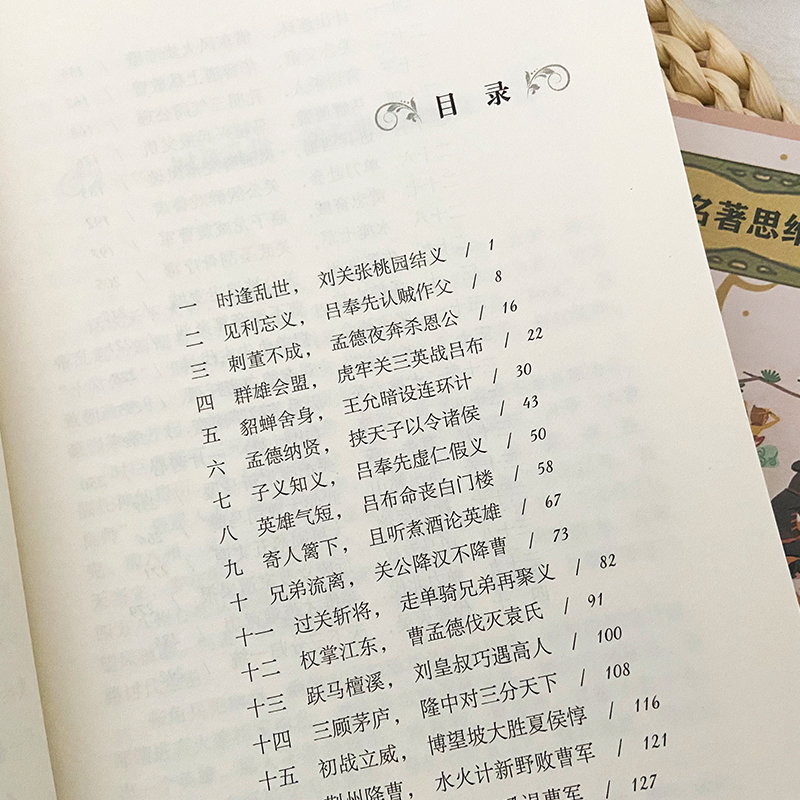 目 录
一 时逢乱世，刘关张桃园结义 / 1
二 见利忘义，吕奉先认贼作父 / 8
三 刺董不成，孟德夜奔杀恩公 / 16
四 群雄会盟，虎牢关三英战吕布 / 22
五 貂蝉舍身，王允暗设连环计 / 30
六 孟德纳贤，挟天子以令诸侯 / 43
七 子义知义，吕奉先虚仁假义 / 50
八 英雄气短，吕布命丧白门楼 / 58
九 寄人篱下，且听煮酒论英雄 / 67
十 兄弟流离，关公降汉不降曹 / 73
十一 过关斩将，走单骑兄弟再聚义 / 82
十二 权掌江东，曹孟德伐灭袁氏 / 91
十三 跃马檀溪，刘皇叔巧遇高人 / 100
十四 三顾茅庐，隆中对三分天下 / 108
十五 初战立威，博望坡大胜夏侯惇 / 116
荆州降曹，水火计新野败曹军 / 121
曹军 / 127
名著思